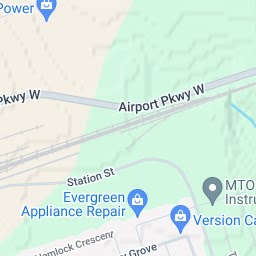 Power
Airport Pkwy W
Pkwy W
Station St
Evergreen
Appliance Repair
MTO
Instru
Version Ca
Hemlock Crescent
Grove